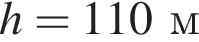 h = 110 м